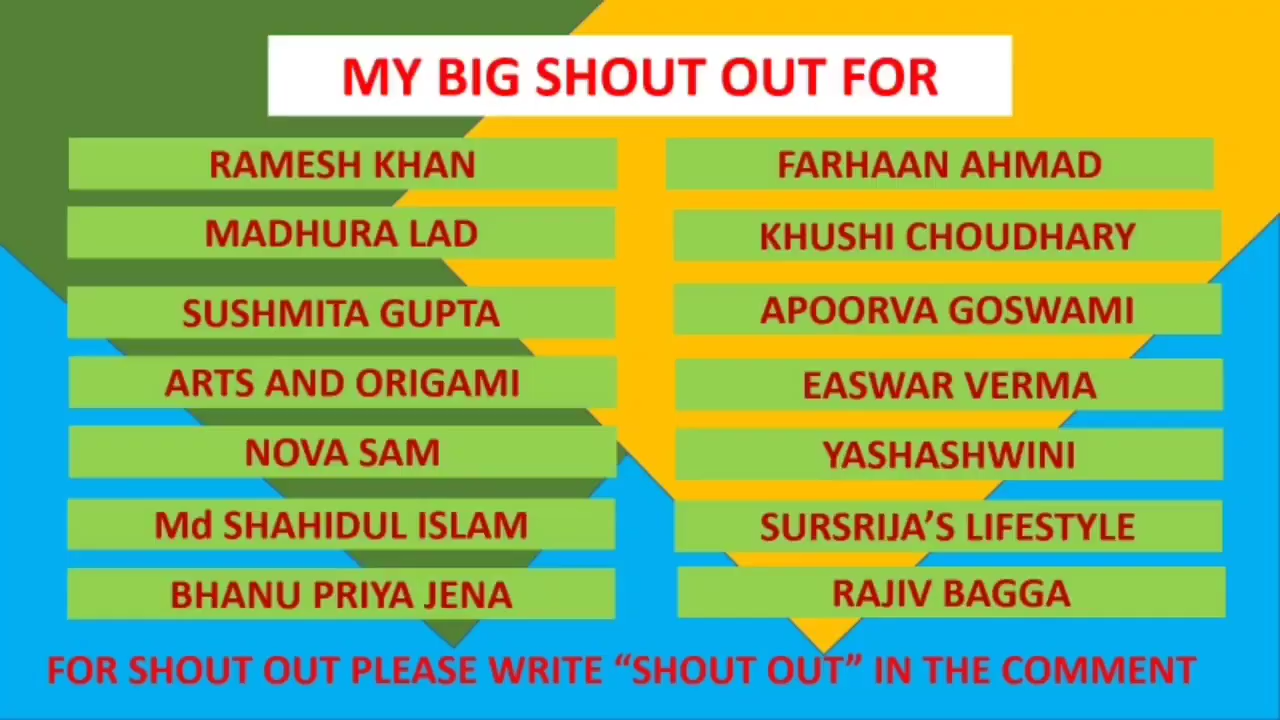 MY BIG SHOUT OUT FOR
RAMESH KHAN
MADHURA LAD
SUSHMITA GUPTA
ARTS AND ORIGAMI
NOVA SAM
Md SHAHIDUL ISLAM
BHANU PRIYA JENA
FARHAAN AHMAD
KHUSHI CHOUDHARY
APOORVA GOSWAMI
EASWAR VERMA
YASHASHWINI
SURSRIJA’S LIFESTYLE
RAJIV BAGGA
FOR SHOUT OUT PLEASE WRITE “SHOUT OUT” IN THE COMMENT